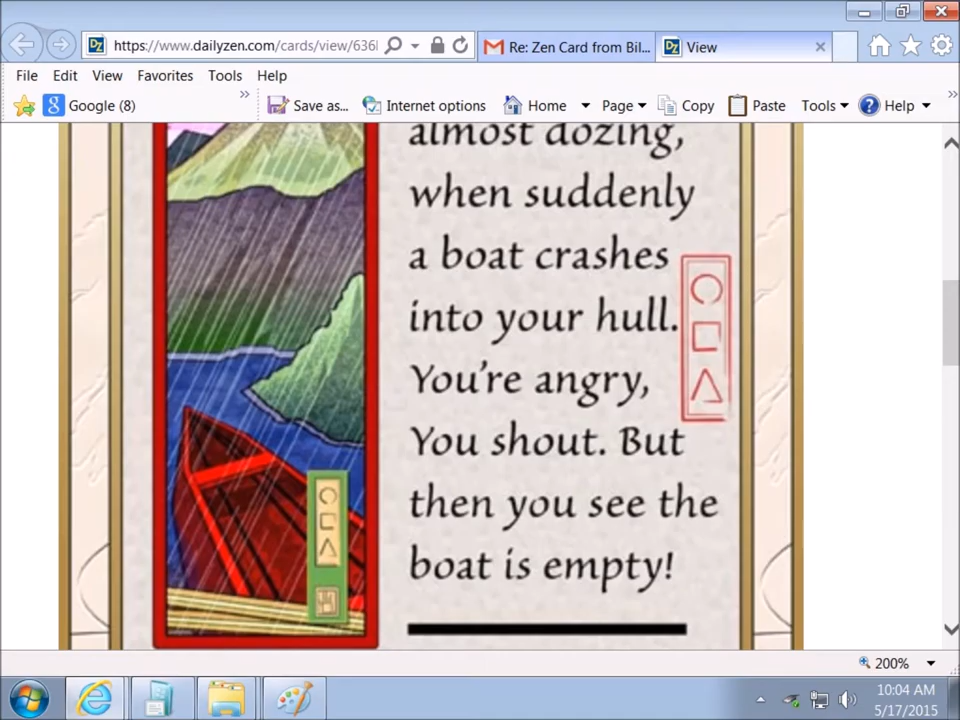 https://www.dailyzen.com/cards/view/636
Re: Zen Card from Bil...
View
File Edit View Favorites Tools Help
Google (8)
Save as...
Internet options
Home
Page
Copy
Paste
Tools
Help
almost dozing,
when suddenly
a boat crashes
into your hull.
You're angry,
You shout. But
then you see the
boat is empty!
200%
10:04 AM
5/17/2015